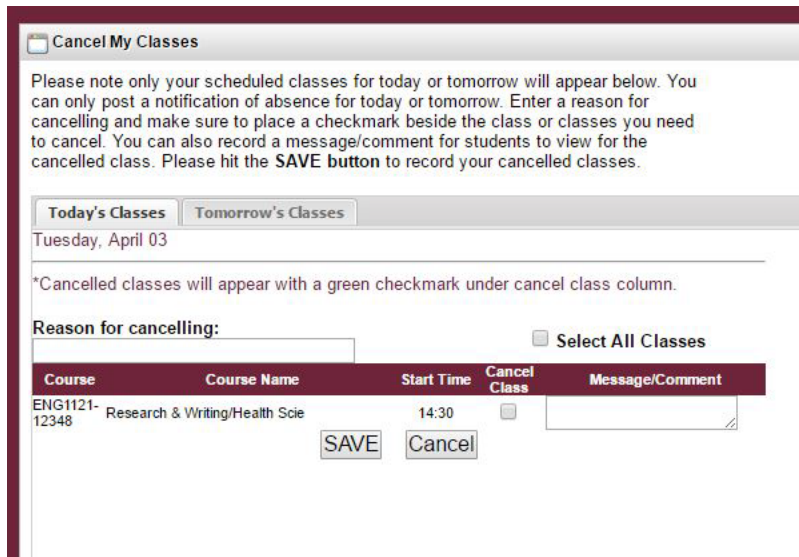 Cancel My Classes
Please note only your scheduled classes for today or tomorrow will appear below. You
can only post a notification of absence for today or tomorrow. Enter a reason for
cancelling and make sure to place a checkmark beside the class or classes you need
to cancel. You can also record a message/comment for students to view for the
cancelled class. Please hit the SAVE button to record your cancelled classes.
Today's Classes Tomorrow's Classes
Tuesday, April 03
*Cancelled classes will appear with a green checkmark under cancel class column.
Reason for cancelling:
Select All Classes
Course Course Name Start Time Cancel Class Message/Comment
ENG1121-
12348 Research & Writing/Health Scie 14:30
SAVE Cancel